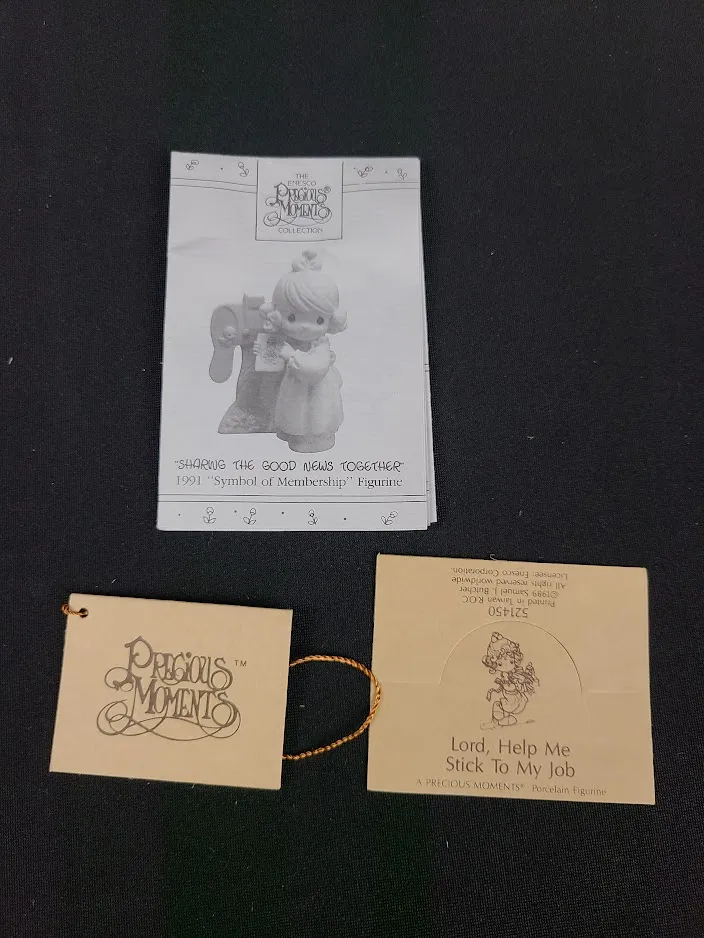 THE
ENESCO
PRECIOUS®
MOMENTS
COLLECTION
"SHARING THE GOOD NEWS TOGETHER"
1991 "Symbol of Membership" Figurine
PRECIOUS™
MOMENTS
521450
Printed in Taiwan R.O.C
©1989 Samuel J. Butcher
All rights reserved worldwide
Licensee: Enesco Corporation.
Lord, Help Me
Stick To My Job
A PRECIOUS MOMENTS® Porcelain Figurine